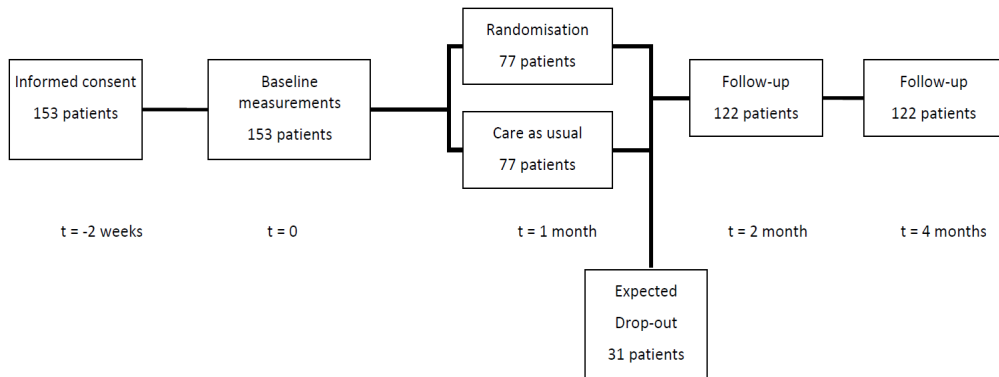 Informed consent
153 patients
Baseline
measurements
153 patients
Randomisation
77 patients
Care as usual
77 patients
Follow-up
122 patients
Follow-up
122 patients
t = -2 weeks
t = 0
t = 1 month
t = 2 month
t = 4 months
Expected
Drop-out
31 patients